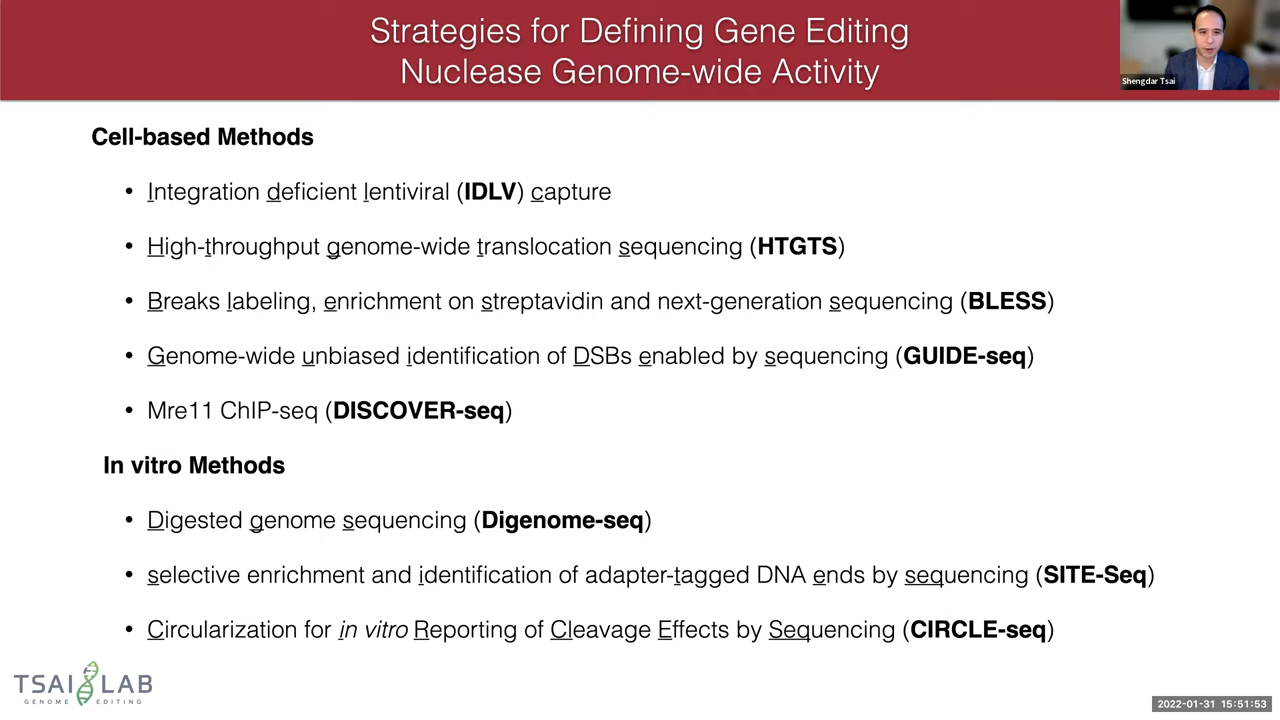 Strategies for Defining Gene Editing
Nuclease Genome-wide Activity
Shengdar Tsai
Cell-based Methods
• Integration deficient lentiviral (IDLV) capture
• High-throughput genome-wide translocation sequencing (HTGTS)
• Breaks labeling, enrichment on streptavidin and next-generation sequencing (BLESS)
• Genome-wide unbiased identification of DSBs enabled by sequencing (GUIDE-seq)
• Mre11 ChIP-seq (DISCOVER-seq)
In vitro Methods
• Digested genome sequencing (Digenome-seq)
• selective enrichment and identification of adapter-tagged DNA ends by sequencing (SITE-Seq)
• Circularization for in vitro Reporting of Cleavage Effects by Sequencing (CIRCLE-seq)
TSAI LAB
GENOME EDITING
2022-01-31 15:51:53